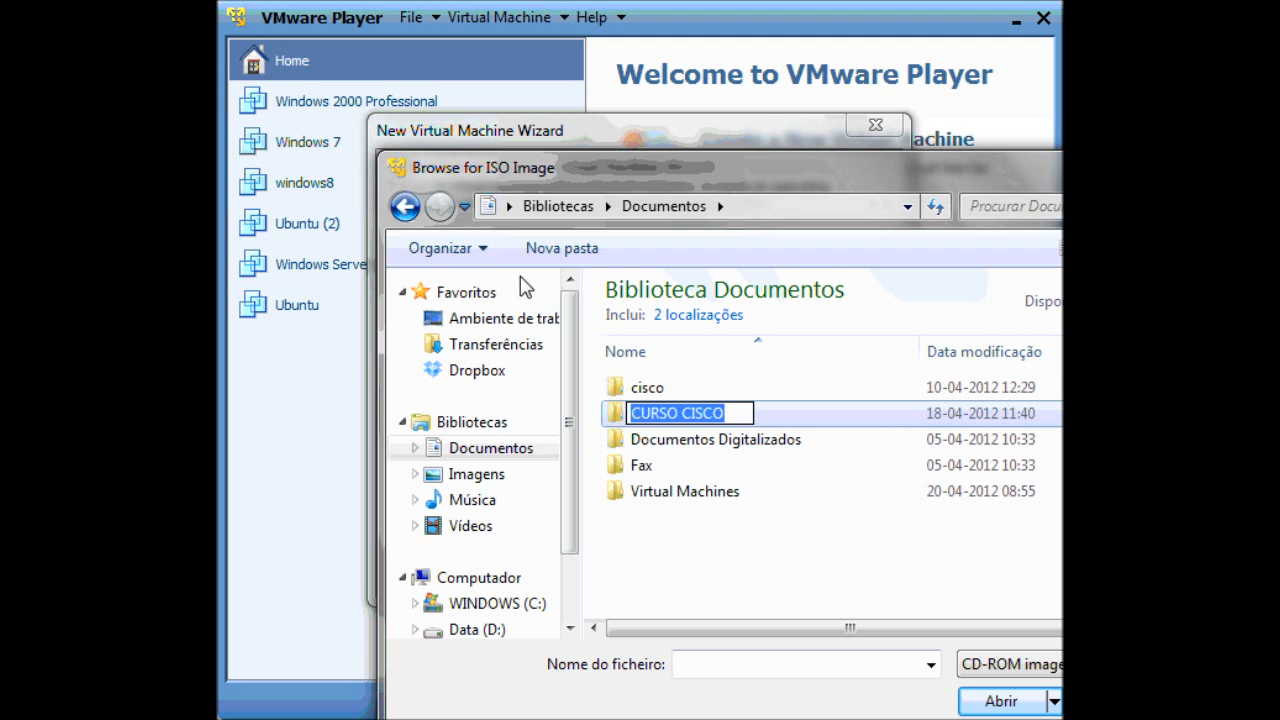 VMware Player File Virtual Machine Help
Home
Welcome to VMware Player
Windows 2000 Professional
New Virtual Machine Wizard
Windows 7
achine
Browse for ISO Image
windows8
Bibliotecas Documentos
Procurar Docu
Ubuntu (2)
Organizar Nova pasta
Windows Serve
Favoritos
Biblioteca Documentos
Dispo
Inclui: 2 localizações
Ubuntu
Ambiente de trab
Transferências
Nome Data modificação
Dropbox
cisco 10-04-2012 12:29
CURSO CISCO 18-04-2012 11:40
Bibliotecas
Documentos Digitalizados 05-04-2012 10:33
Documentos
Fax 05-04-2012 10:33
Imagens
Virtual Machines 20-04-2012 08:55
Música
Vídeos
Computador
WINDOWS (C:)
Data (D:)
Nome do ficheiro:
CD-ROM image
Abrir